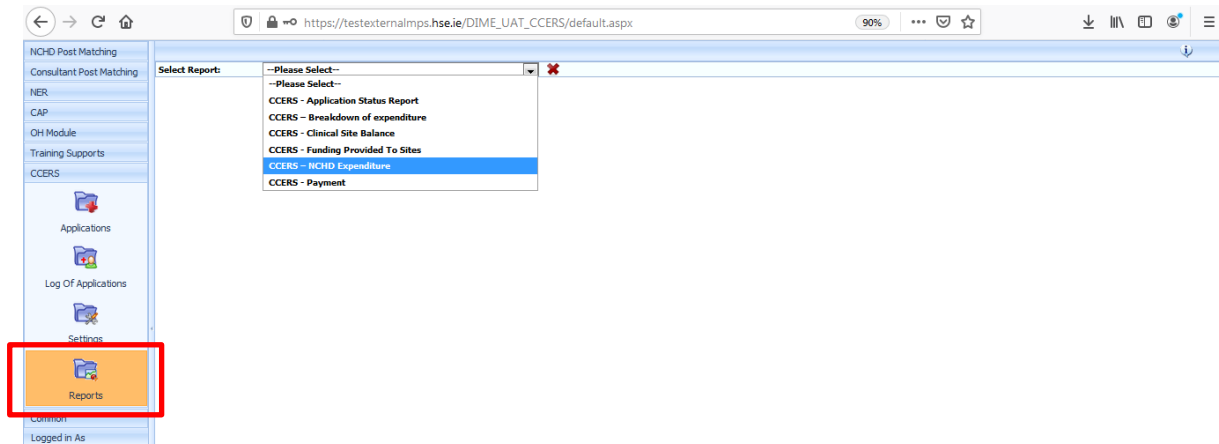 https://testexternalmps.hse.ie/DIME_UAT_CCERS/default.aspx
90%
NCHD Post Matching
Consultant Post Matching
NER
CAP
OH Module
Training Supports
CCERS
Applications
Log Of Applications
Settings
Reports
Common
Logged in As
Select Report:
--Please Select--
--Please Select--
CCERS - Application Status Report
CCERS – Breakdown of expenditure
CCERS - Clinical Site Balance
CCERS - Funding Provided To Sites
CCERS – NCHD Expenditure
CCERS - Payment